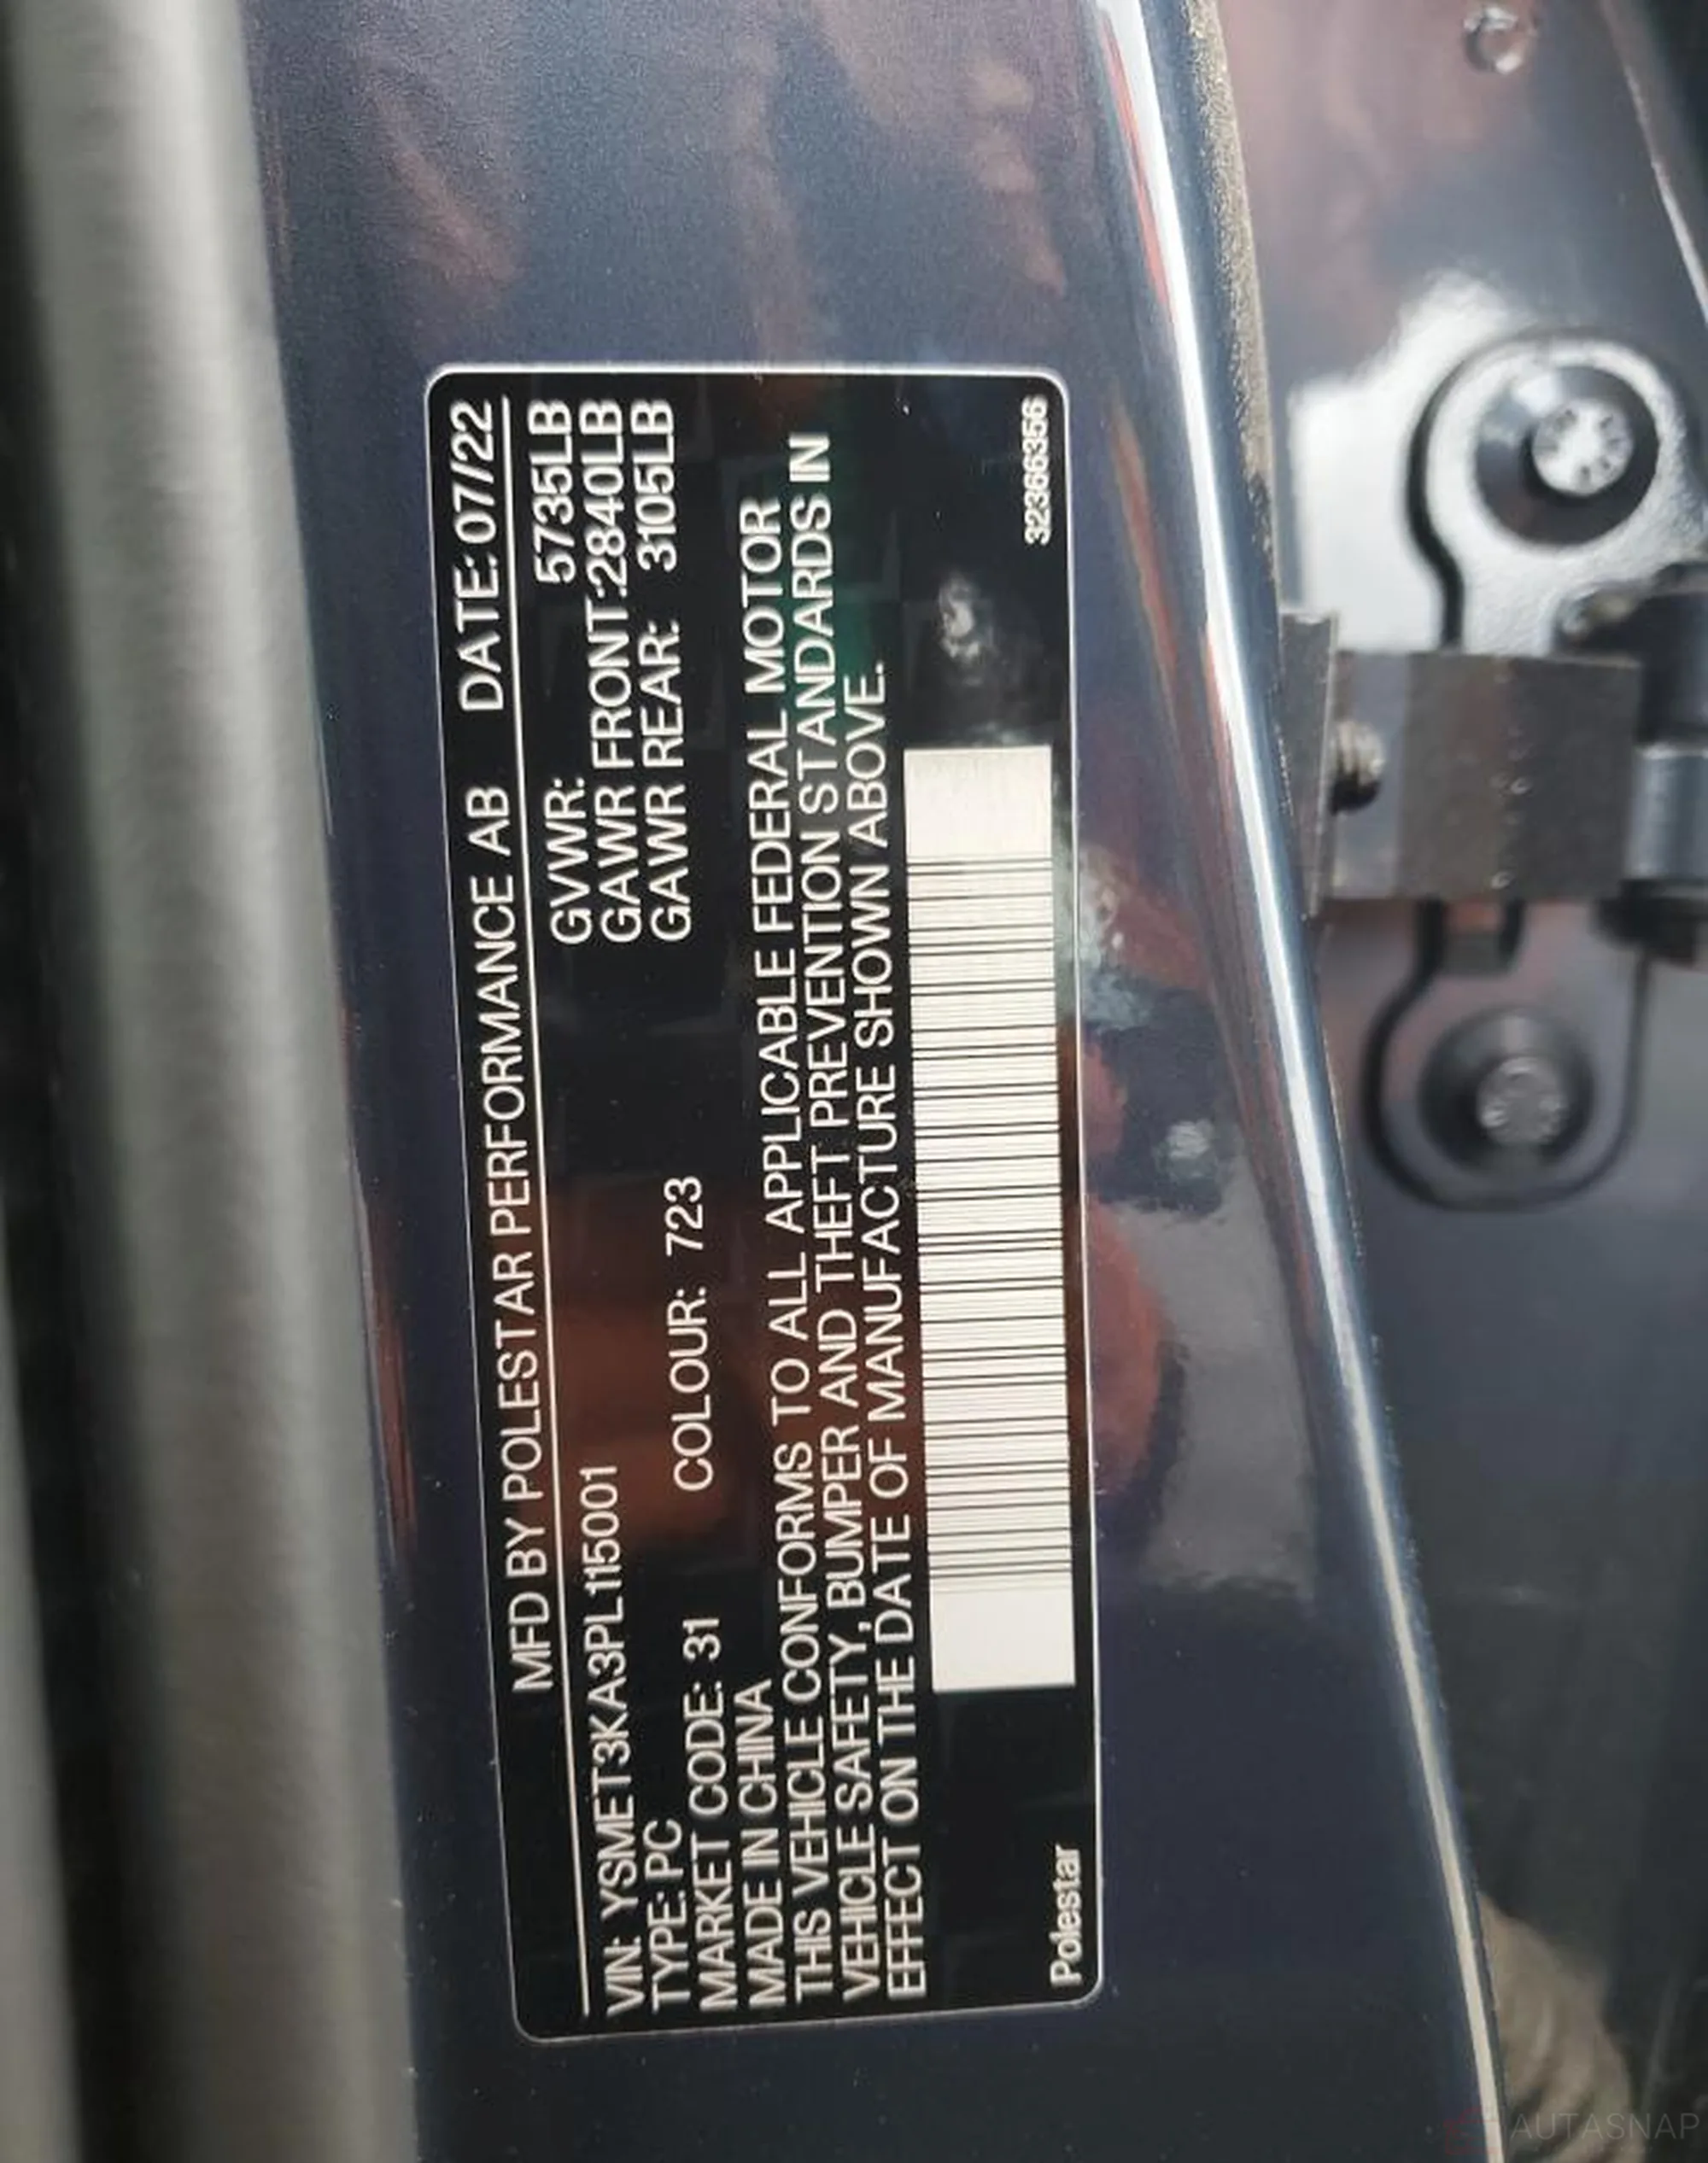 MFD BY POLESTAR PERFORMANCE AB DATE: 07/22
VIN: YSMET3KA3PL115001 GVWR: 5735LB
TYPE: PC GAWR FRONT:2840LB
MARKET CODE: 31 COLOUR: 723 GAWR REAR: 3105LB
MADE IN CHINA
THIS VEHICLE CONFORMS TO ALL APPLICABLE FEDERAL MOTOR
VEHICLE SAFETY, BUMPER AND THEFT PREVENTION STANDARDS IN
EFFECT ON THE DATE OF MANUFACTURE SHOWN ABOVE.
Polestar 32366356
AUTASNAP